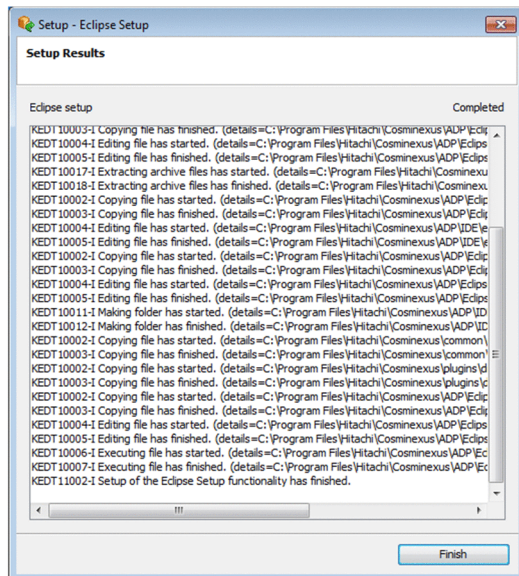 Setup - Eclipse Setup
Setup Results
Eclipse setup Completed
KEDT10003-I Copying file has finished. (details=C:\Program Files\Hitachi\Cosminexus\ADP\Eclip
KEDT10004-I Editing file has started. (details=C:\Program Files\Hitachi\Cosminexus\ADP\Eclips
KEDT10005-I Editing file has finished. (details=C:\Program Files\Hitachi\Cosminexus\ADP\Eclips
KEDT10017-I Extracting archive files has started. (details=C:\Program Files\Hitachi\Cosminexu
KEDT10018-I Extracting archive files has finished. (details=C:\Program Files\Hitachi\Cosminexu
KEDT10002-I Copying file has started. (details=C:\Program Files\Hitachi\Cosminexus\ADP\Eclip
KEDT10003-I Copying file has finished. (details=C:\Program Files\Hitachi\Cosminexus\ADP\Eclip
KEDT10004-I Editing file has started. (details=C:\Program Files\Hitachi\Cosminexus\ADP\IDE\e
KEDT10005-I Editing file has finished. (details=C:\Program Files\Hitachi\Cosminexus\ADP\IDE\e
KEDT10002-I Copying file has started. (details=C:\Program Files\Hitachi\Cosminexus\ADP\Eclip
KEDT10003-I Copying file has finished. (details=C:\Program Files\Hitachi\Cosminexus\ADP\Eclip
KEDT10004-I Editing file has started. (details=C:\Program Files\Hitachi\Cosminexus\ADP\Eclips
KEDT10005-I Editing file has finished. (details=C:\Program Files\Hitachi\Cosminexus\ADP\Eclips
KEDT10011-I Making folder has started. (details=C:\Program Files\Hitachi\Cosminexus\ADP\ID
KEDT10012-I Making folder has finished. (details=C:\Program Files\Hitachi\Cosminexus\ADP\ID
KEDT10002-I Copying file has started. (details=C:\Program Files\Hitachi\Cosminexus\common\
KEDT10003-I Copying file has finished. (details=C:\Program Files\Hitachi\Cosminexus\common\
KEDT10002-I Copying file has started. (details=C:\Program Files\Hitachi\Cosminexus\plugins\d
KEDT10003-I Copying file has finished. (details=C:\Program Files\Hitachi\Cosminexus\plugins\d
KEDT10002-I Copying file has started. (details=C:\Program Files\Hitachi\Cosminexus\ADP\Eclip
KEDT10003-I Copying file has finished. (details=C:\Program Files\Hitachi\Cosminexus\ADP\Eclip
KEDT10004-I Editing file has started. (details=C:\Program Files\Hitachi\Cosminexus\ADP\Eclips
KEDT10005-I Editing file has finished. (details=C:\Program Files\Hitachi\Cosminexus\ADP\Eclips
KEDT10006-I Executing file has started. (details=C:\Program Files\Hitachi\Cosminexus\ADP\Ec
KEDT10007-I Executing file has finished. (details=C:\Program Files\Hitachi\Cosminexus\ADP\Ec
KEDT11002-I Setup of the Eclipse Setup functionality has finished.
Finish